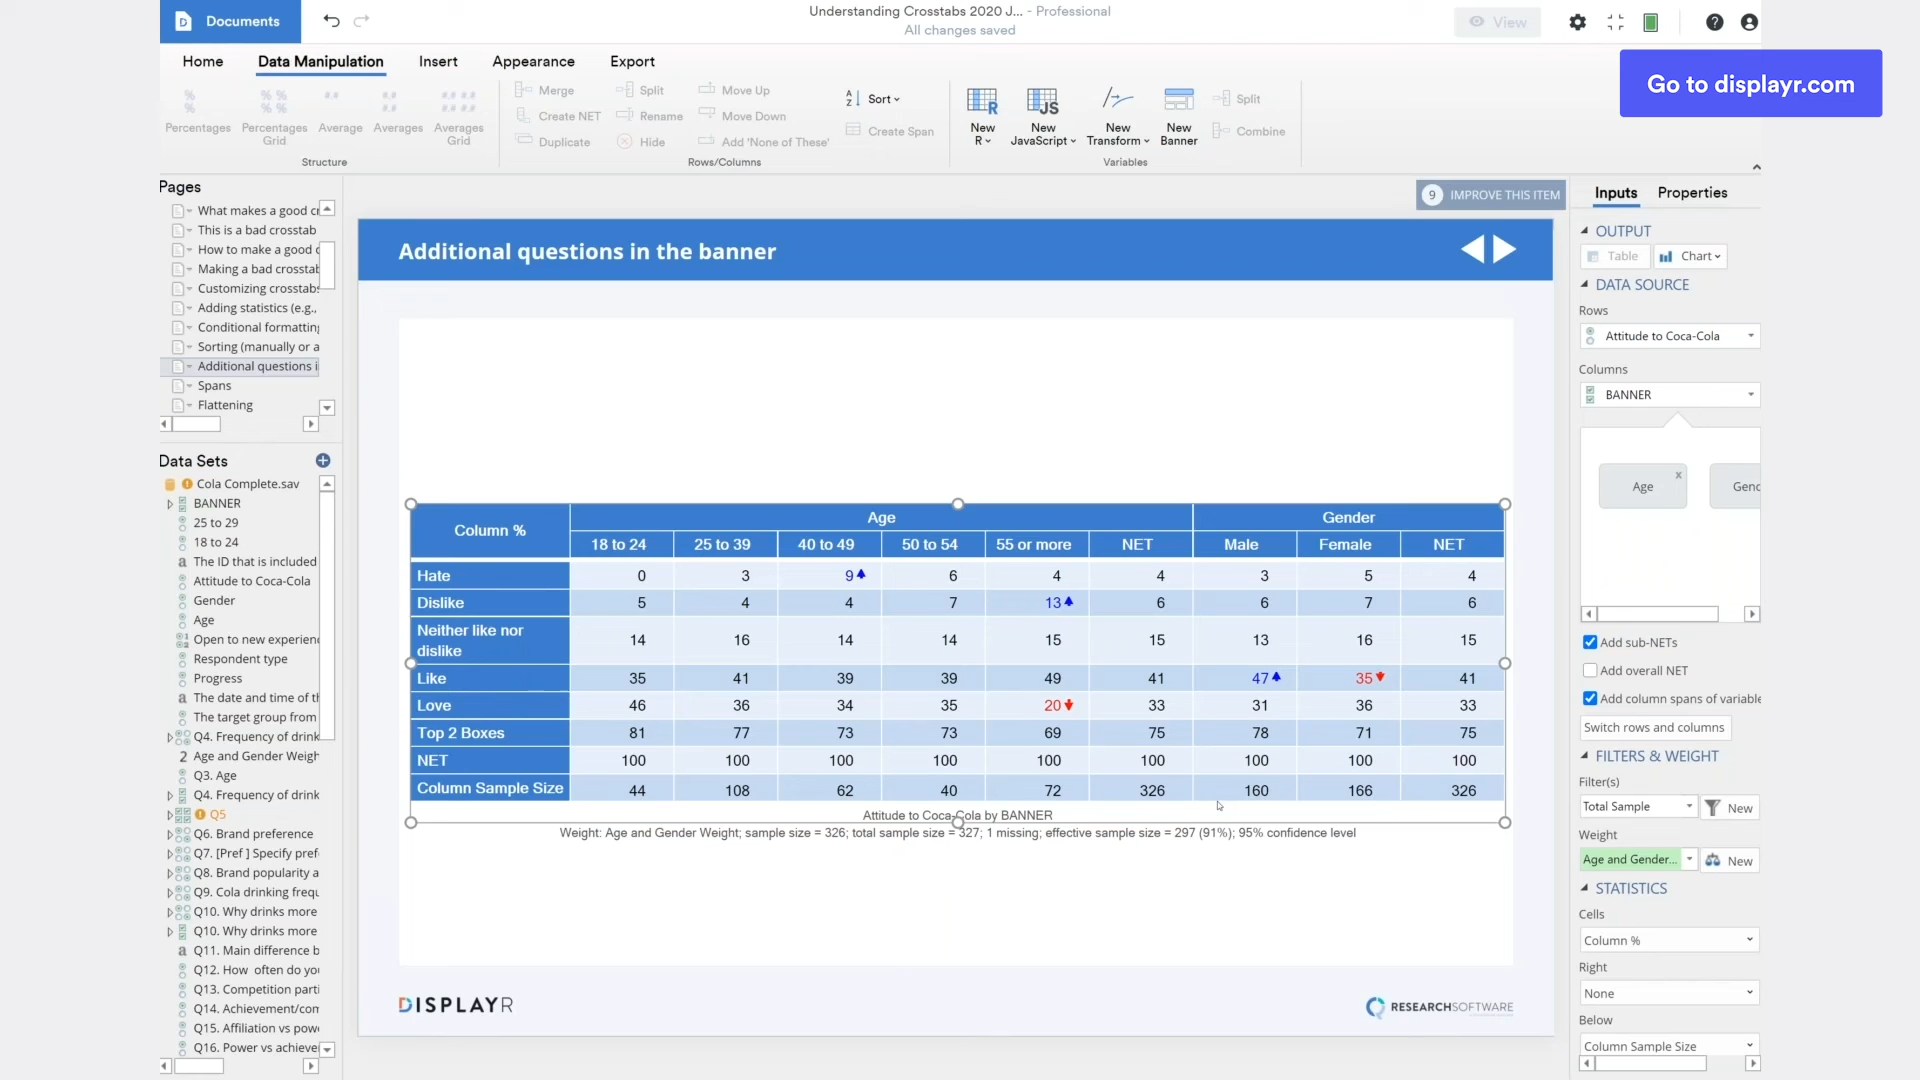 Documents
Understanding Crosstabs 2020 J... - Professional
All changes saved
View
Go to displayr.com
Home
Data Manipulation
Insert
Appearance
Export
Percentages
Percentages Grid
Average
Averages
Averages Grid
Structure
Merge
Split
Move Up
Create NET
Rename
Move Down
Duplicate
Hide
Add 'None of These'
Sort
Create Span
Rows/Columns
New R
New JavaScript
New Transform
New Banner
Split
Combine
Variables
Pages
What makes a good cr
This is a bad crosstab
How to make a good c
Making a bad crosstab
Customizing crosstabs
Adding statistics (e.g.,
Conditional formatting
Sorting (manually or a
Additional questions i
Spans
Flattening
Data Sets
Cola Complete.sav
BANNER
25 to 29
18 to 24
The ID that is included
Attitude to Coca-Cola
Gender
Age
Open to new experien
Respondent type
Progress
The date and time of th
The target group from
Q4. Frequency of drink
2 Age and Gender Weigh
Q3. Age
Q4. Frequency of drink
Q5
Q6. Brand preference
Q7. [Pref ] Specify pref
Q8. Brand popularity a
Q9. Cola drinking frequ
Q10. Why drinks more
Q10. Why drinks more
Q11. Main difference b
Q12. How often do you
Q13. Competition parti
Q14. Achievement/com
Q15. Affiliation vs powe
Q16. Power vs achieve
9 IMPROVE THIS ITEM
Additional questions in the banner
Column % Age Gender
18 to 24 25 to 39 40 to 49 50 to 54 55 or more NET Male Female NET
Hate 0 3 9 6 4 4 3 5 4
Dislike 5 4 4 7 13 6 6 7 6
Neither like nor dislike 14 16 14 14 15 15 13 16 15
Like 35 41 39 39 49 41 47 35 41
Love 46 36 34 35 20 33 31 36 33
Top 2 Boxes 81 77 73 73 69 75 78 71 75
NET 100 100 100 100 100 100 100 100 100
Column Sample Size 44 108 62 40 72 326 160 166 326
Attitude to Coca-Cola by BANNER
Weight: Age and Gender Weight; sample size = 326; total sample size = 327; 1 missing; effective sample size = 297 (91%); 95% confidence level
DISPLAYR
RESEARCHSOFTWARE
Inputs
Properties
OUTPUT
Table
Chart
DATA SOURCE
Rows
Attitude to Coca-Cola
Columns
BANNER
Age x
Gend
Add sub-NETs
Add overall NET
Add column spans of variable
Switch rows and columns
FILTERS & WEIGHT
Filter(s)
Total Sample
New
Weight
Age and Gender...
New
STATISTICS
Cells
Column %
Right
None
Below
Column Sample Size